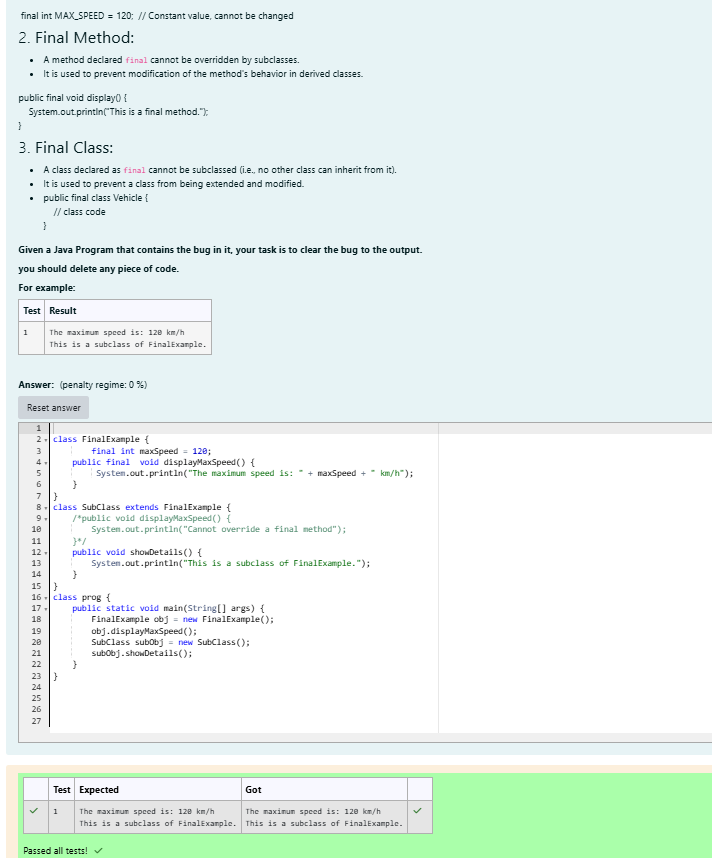 final int MAX_SPEED = 120; // Constant value, cannot be changed
2. Final Method:
• A method declared final cannot be overridden by subclasses.
• It is used to prevent modification of the method's behavior in derived classes.
public final void display() {
System.out.println("This is a final method.");
}
3. Final Class:
• A class declared as final cannot be subclassed (i.e., no other class can inherit from it).
• It is used to prevent a class from being extended and modified.
• public final class Vehicle {
// class code
}
Given a Java Program that contains the bug in it, your task is to clear the bug to the output.
you should delete any piece of code.
For example:
Test Result
1 The maximum speed is: 120 km/h
This is a subclass of FinalExample.
Answer: (penalty regime: 0 %)
Reset answer
1
2 class FinalExample {
3 final int maxSpeed = 120;
4 public final void displayMaxSpeed() {
5 System.out.println("The maximum speed is: " + maxSpeed + " km/h");
6 }
7 }
8 class SubClass extends FinalExample {
9 /*public void displayMaxSpeed() {
10 System.out.println("Cannot override a final method");
11 }*/
12 public void showDetails() {
13 System.out.println("This is a subclass of FinalExample.");
14 }
15 }
16 class prog {
17 public static void main(String[] args) {
18 FinalExample obj = new FinalExample();
19 obj.displayMaxSpeed();
20 SubClass subObj = new SubClass();
21 subObj.showDetails();
22 }
23 }
24
25
26
27
Test Expected Got
✓ 1 The maximum speed is: 120 km/h The maximum speed is: 120 km/h ✓
This is a subclass of FinalExample. This is a subclass of FinalExample.
Passed all tests! ✓